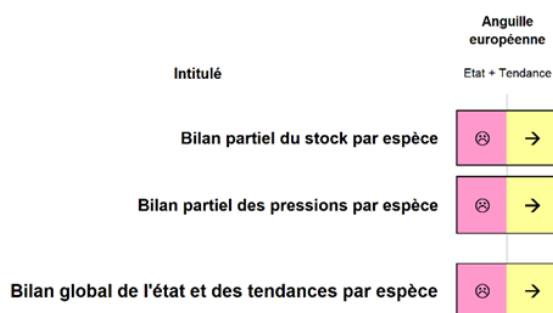 Anguille
européenne
Intitulé
Etat + Tendance
Bilan partiel du stock par espèce ☹ →
Bilan partiel des pressions par espèce ☹ →
Bilan global de l'état et des tendances par espèce ☹ →